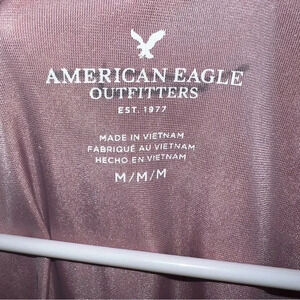 AMERICAN EAGLE
OUTFITTERS
EST. 1977
MADE IN VIETNAM
FABRIQUÉ AU VIETNAM
HECHO EN VIETNAM
M/M/M